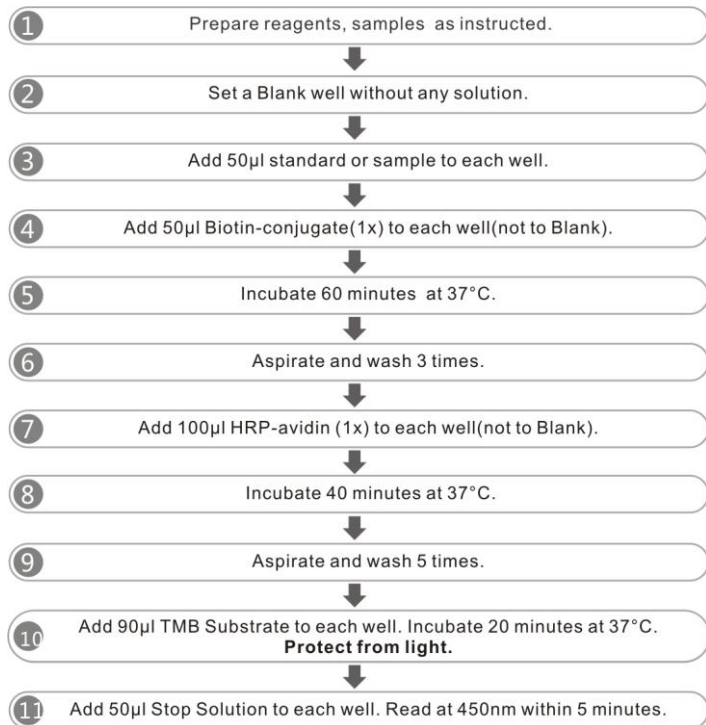 1 Prepare reagents, samples as instructed.
2 Set a Blank well without any solution.
3 Add 50μl standard or sample to each well.
4 Add 50μl Biotin-conjugate(1x) to each well(not to Blank).
5 Incubate 60 minutes at 37°C.
6 Aspirate and wash 3 times.
7 Add 100μl HRP-avidin (1x) to each well(not to Blank).
8 Incubate 40 minutes at 37°C.
9 Aspirate and wash 5 times.
10 Add 90μl TMB Substrate to each well. Incubate 20 minutes at 37°C.
Protect from light.
11 Add 50μl Stop Solution to each well. Read at 450nm within 5 minutes.